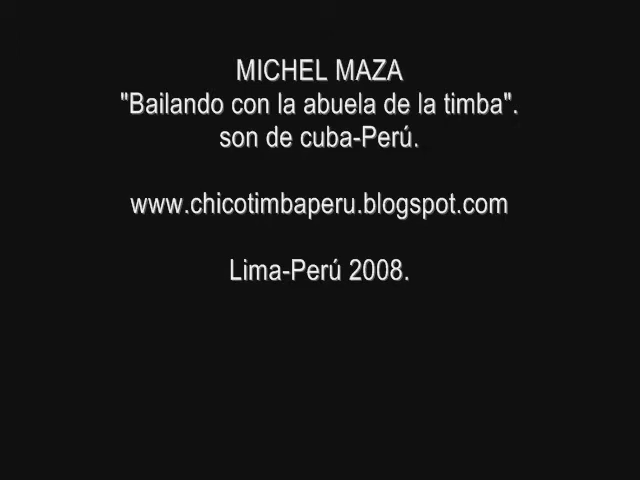 MICHEL MAZA
"Bailando con la abuela de la timba".
son de cuba-Perú.
www.chicotimbaperu.blogspot.com
Lima-Perú 2008.